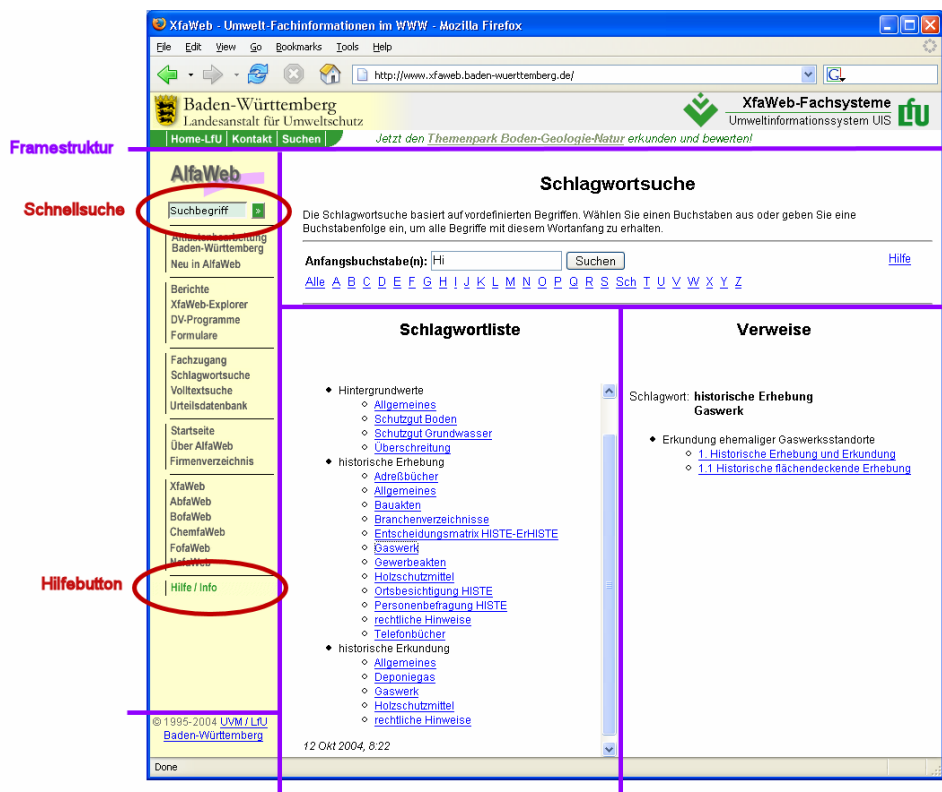 XfaWeb - Umwelt-Fachinformationen im WWW - Mozilla Firefox
File Edit View Go Bookmarks Tools Help
http://www.xfaweb.baden-wuerttemberg.de/
G
Baden-Württemberg
Landesanstalt für Umweltschutz
XfaWeb-Fachsysteme
Umweltinformationssystem UIS
lfu
Home-LfU Kontakt Suchen
Jetzt den Themenpark Boden-Geologie-Natur erkunden und bewerten!
Framestruktur
AlfaWeb
Schnellsuche
Suchbegriff
Altlastenbearbeitung
Baden-Württemberg
Neu in AlfaWeb
Berichte
XfaWeb-Explorer
DV-Programme
Formulare
Fachzugang
Schlagwortsuche
Volltextsuche
Urteilsdatenbank
Startseite
Über AlfaWeb
Firmenverzeichnis
XfaWeb
AbfaWeb
BofaWeb
ChemfaWeb
FofaWeb
NafaWeb
Hilfebutton
Hilfe / Info
© 1995-2004 UVM / LfU
Baden-Württemberg
Schlagwortsuche
Die Schlagwortsuche basiert auf vordefinierten Begriffen. Wählen Sie einen Buchstaben aus oder geben Sie eine
Buchstabenfolge ein, um alle Begriffe mit diesem Wortanfang zu erhalten.
Anfangsbuchstabe(n): Hi Suchen Hilfe
Alle A B C D E F G H I J K L M N O P Q R S Sch T U V W X Y Z
Schlagwortliste
Hintergrundwerte
Allgemeines
Schutzgut Boden
Schutzgut Grundwasser
Überschreitung
historische Erhebung
Adreßbücher
Allgemeines
Bauakten
Branchenverzeichnisse
Entscheidungsmatrix HISTE-ErHISTE
Gaswerk
Gewerbeakten
Holzschutzmittel
Ortsbesichtigung HISTE
Personenbefragung HISTE
rechtliche Hinweise
Telefonbücher
historische Erkundung
Allgemeines
Deponiegas
Gaswerk
Holzschutzmittel
rechtliche Hinweise
12 Okt 2004, 8:22
Verweise
Schlagwort: historische Erhebung
Gaswerk
Erkundung ehemaliger Gaswerksstandorte
1. Historische Erhebung und Erkundung
1.1 Historische flächendeckende Erhebung
Done